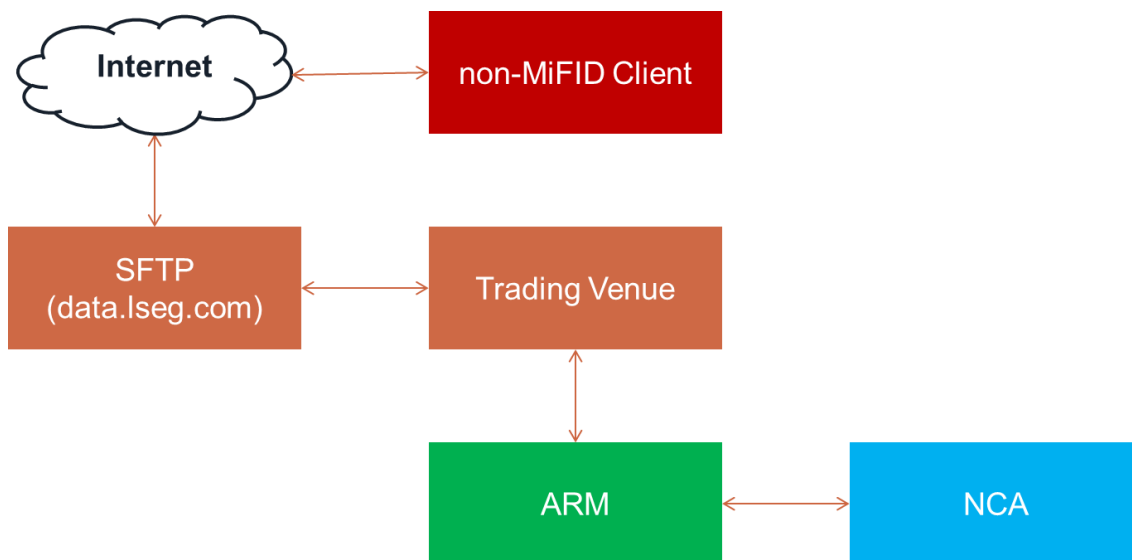 Internet
non-MiFID Client
SFTP
(data.lseg.com)
Trading Venue
ARM
NCA